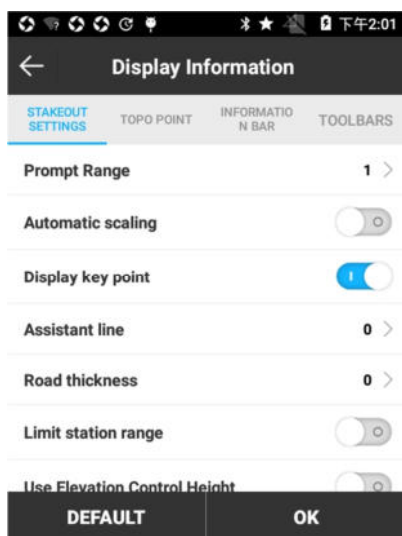 下午2:01
Display Information
STAKEOUT
SETTINGS
TOPO POINT
INFORMATIO
N BAR
TOOLBARS
Prompt Range 1
Automatic scaling
Display key point
Assistant line 0
Road thickness 0
Limit station range
Use Elevation Control Height
DEFAULT OK